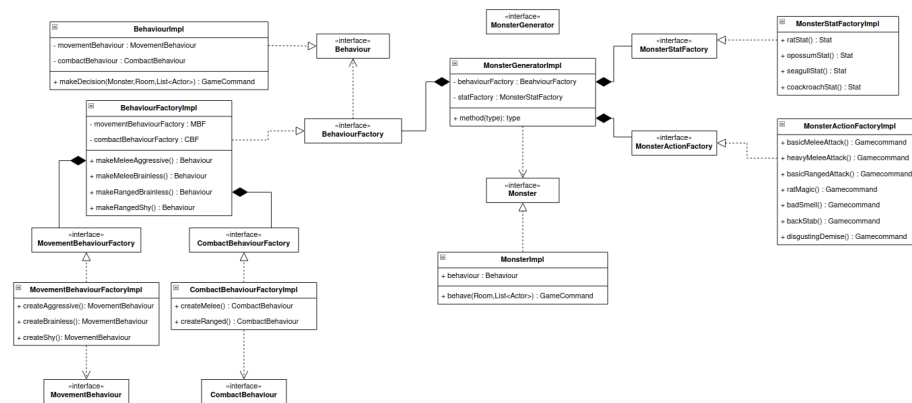 BehaviourImpl
- movementBehaviour : MovementBehaviour
- combactBehaviour : CombactBehaviour
+ makeDecision(Monster,Room,List<Actor>) : GameCommand
«interface»
Behaviour
«interface»
MonsterGenerator
«interface»
MonsterStatFactory
MonsterStatFactoryImpl
+ ratStat() : Stat
+ opossumStat() : Stat
+ seagullStat() : Stat
+ coackroachStat() : Stat
MonsterGeneratorImpl
- behaviourFactory : BeahviourFactory
- statFactory : MonsterStatFactory
+ method(type): type
BehaviourFactoryImpl
- movementBehaviourFactory : MBF
- combactBehaviourFactory : CBF
+ makeMeleeAggressive() : Behaviour
+ makeMeleeBrainless() : Behaviour
+ makeRangedBrainless() : Behaviour
+ makeRangedShy() : Behaviour
«interface»
BehaviourFactory
«interface»
MonsterActionFactory
MonsterActionFactoryImpl
+ basicMeleeAttack() : Gamecommand
+ heavyMeleeAttack() : Gamecommand
+ basicRangedAttack() : Gamecommand
+ ratMagic() : Gamecommand
+ badSmell() : Gamecommand
+ backStab() : Gamecommand
+ disgustingDemise() : Gamecommand
«interface»
Monster
«interface»
MovementBehaviourFactory
«interface»
CombactBehaviourFactory
MonsterImpl
+ behaviour : Behaviour
+ behave(Room,List<Actor>) : GameCommand
MovementBehaviourFactoryImpl
+ createAggressive(): MovementBehaviour
+ createBrainless(): MovementBehaviour
+ createShy(): MovementBehaviour
CombactBehaviourFactoryImpl
+ createMelee() : CombactBehaviour
+ createRanged() : CombactBehaviour
«interface»
MovementBehaviour
«interface»
CombactBehaviour